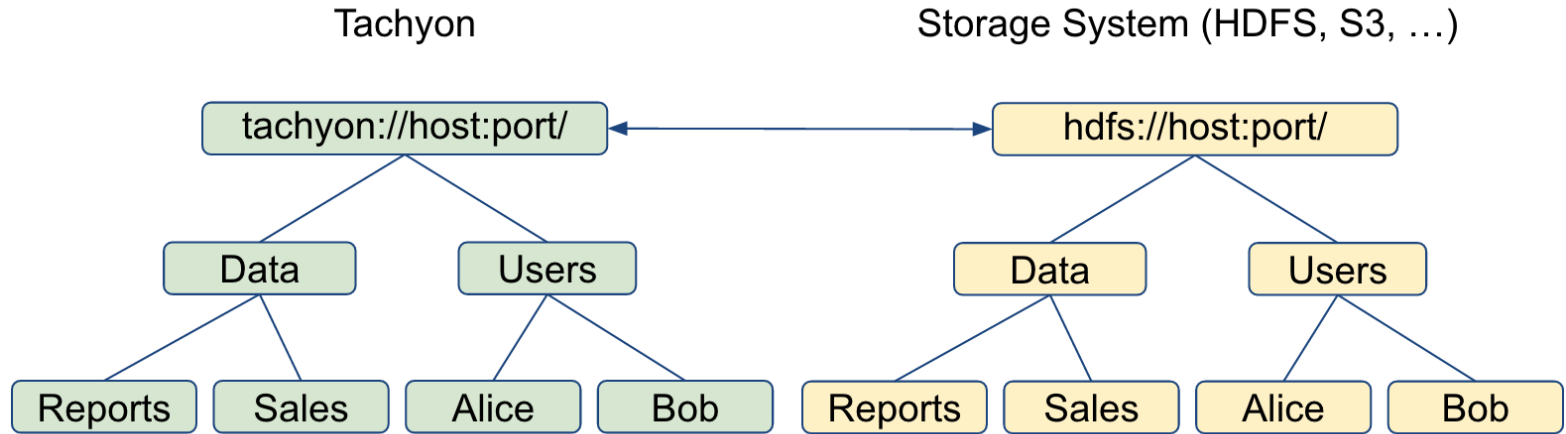 Tachyon
Storage System (HDFS, S3, …)
tachyon://host:port/
hdfs://host:port/
Data
Users
Data
Users
Reports
Sales
Alice
Bob
Reports
Sales
Alice
Bob